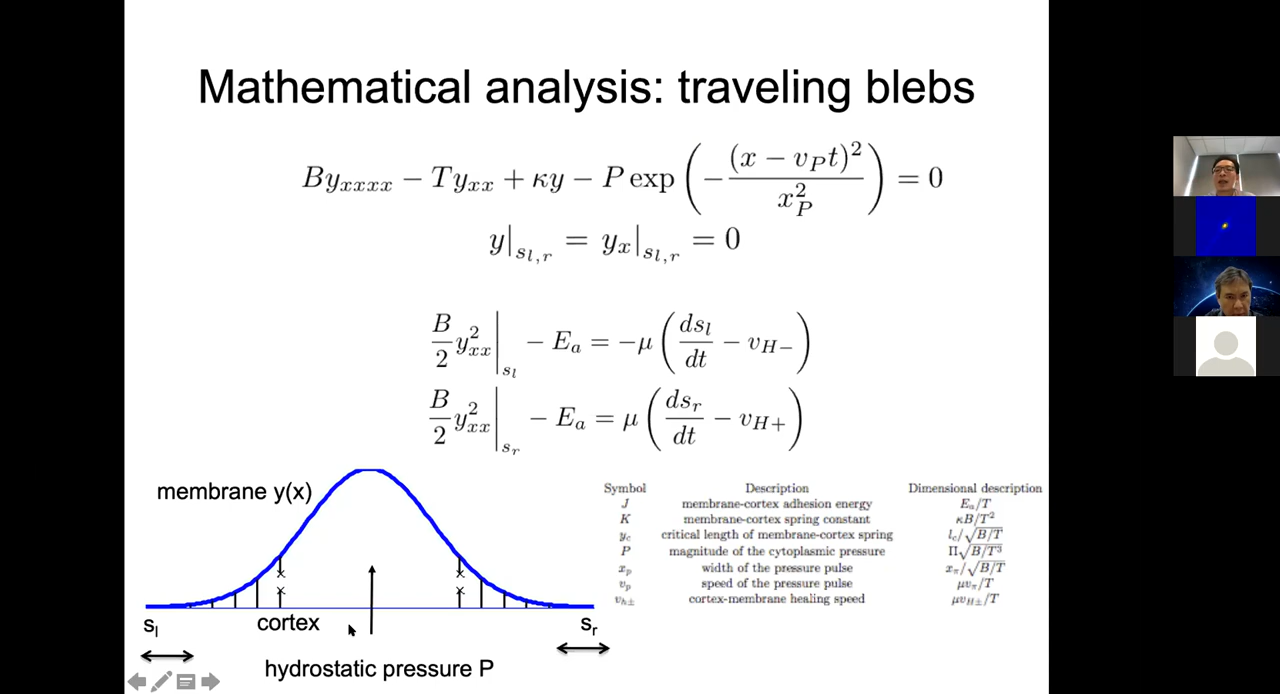 Mathematical analysis: traveling blebs
By_{xxxx} − Ty_{xx} + κy − P exp(−(x − v_P t)²/x_P²) = 0
y|_{s_{l,r}} = y_x|_{s_{l,r}} = 0
B/2 y²_{xx}|_{s_l} − E_a = −μ(ds_l/dt − v_{H−})
B/2 y²_{xx}|_{s_r} − E_a = μ(ds_r/dt − v_{H+})
membrane y(x)
s_l
cortex
s_r
hydrostatic pressure P
Symbol Description Dimensional description
J membrane-cortex adhesion energy E_a/T
K membrane-cortex spring constant κB/T²
y_c critical length of membrane-cortex spring l_c/√(B/T)
P magnitude of the cytoplasmic pressure Π√(B/T³)
x_p width of the pressure pulse x_π/√(B/T)
v_p speed of the pressure pulse μv_π/T
v_{h±} cortex-membrane healing speed μv_{H±}/T